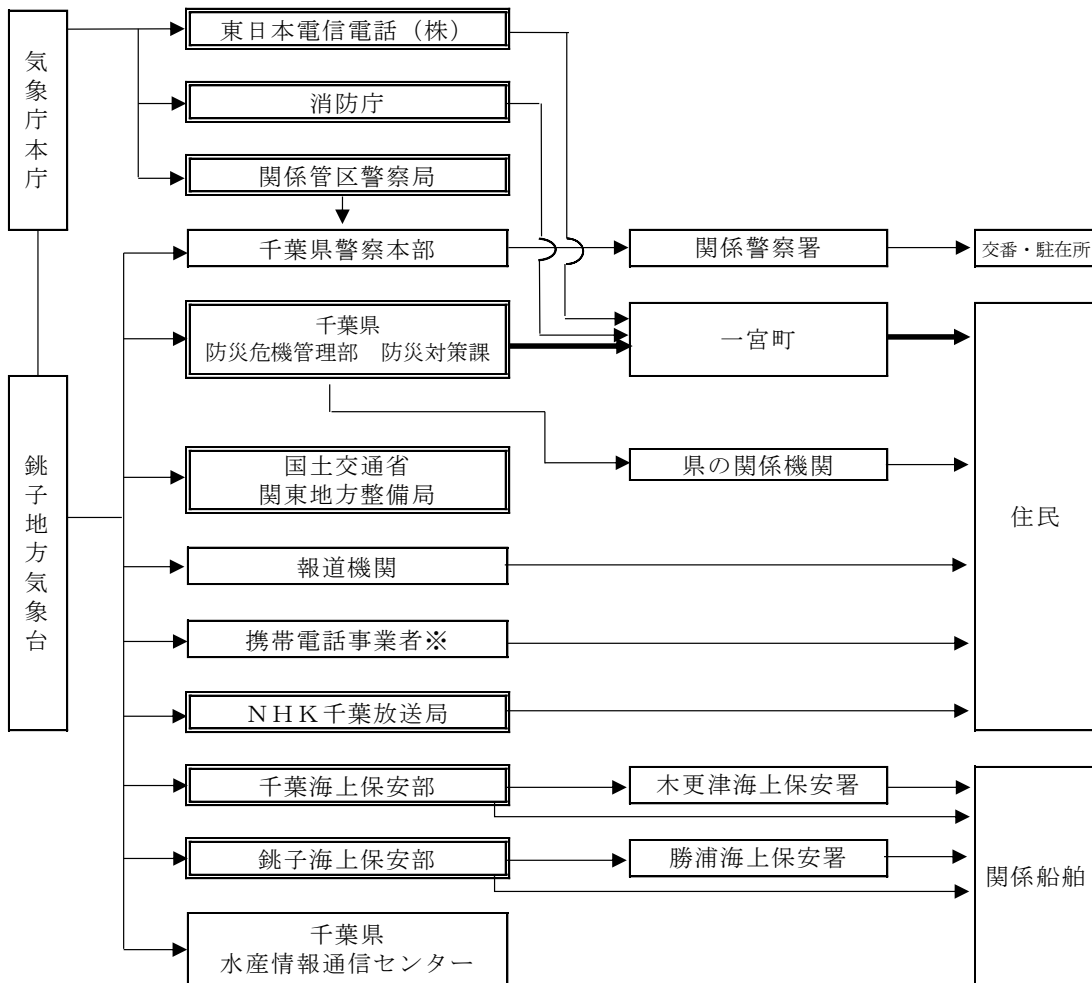 気象庁本庁
東日本電信電話（株）
消防庁
関係管区警察局
千葉県警察本部
関係警察署
交番・駐在所
千葉県
防災危機管理部　防災対策課
一宮町
銚子地方気象台
国土交通省
関東地方整備局
県の関係機関
住民
報道機関
携帯電話事業者※
ＮＨＫ千葉放送局
千葉海上保安部
木更津海上保安署
銚子海上保安部
勝浦海上保安署
関係船舶
千葉県
水産情報通信センター